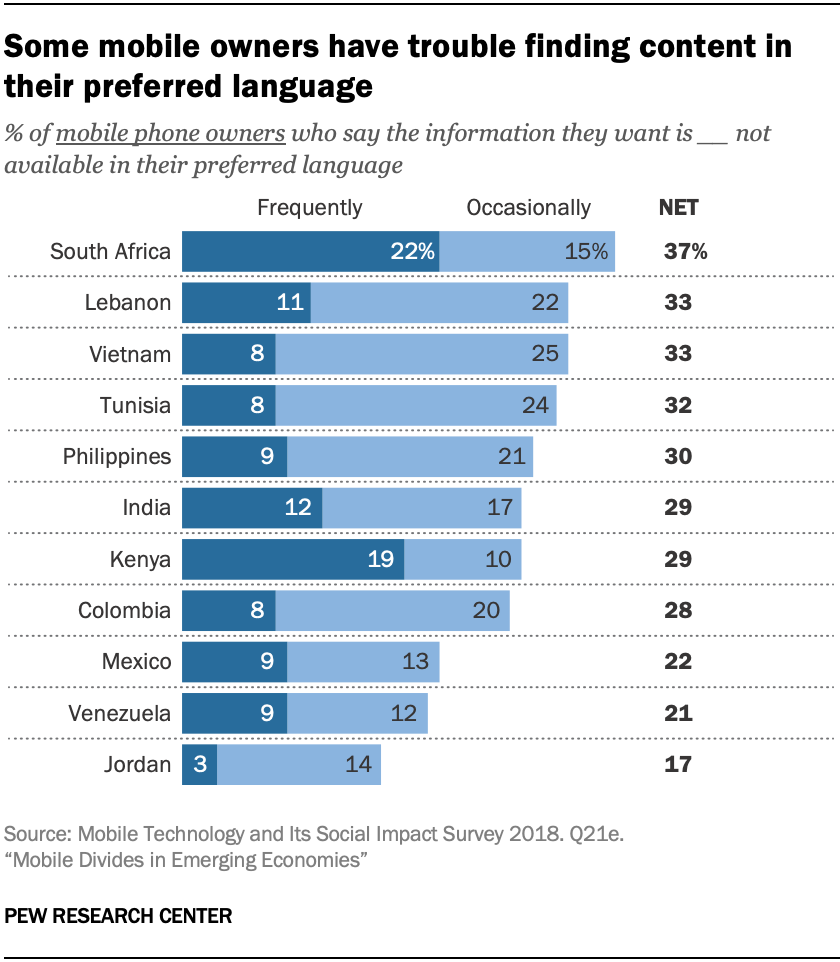 Some mobile owners have trouble finding content in
their preferred language
% of mobile phone owners who say the information they want is __ not
available in their preferred language
Frequently Occasionally NET
South Africa 22% 15% 37%
Lebanon 11 22 33
Vietnam 8 25 33
Tunisia 8 24 32
Philippines 9 21 30
India 12 17 29
Kenya 19 10 29
Colombia 8 20 28
Mexico 9 13 22
Venezuela 9 12 21
Jordan 3 14 17
Source: Mobile Technology and Its Social Impact Survey 2018. Q21e.
“Mobile Divides in Emerging Economies”
PEW RESEARCH CENTER